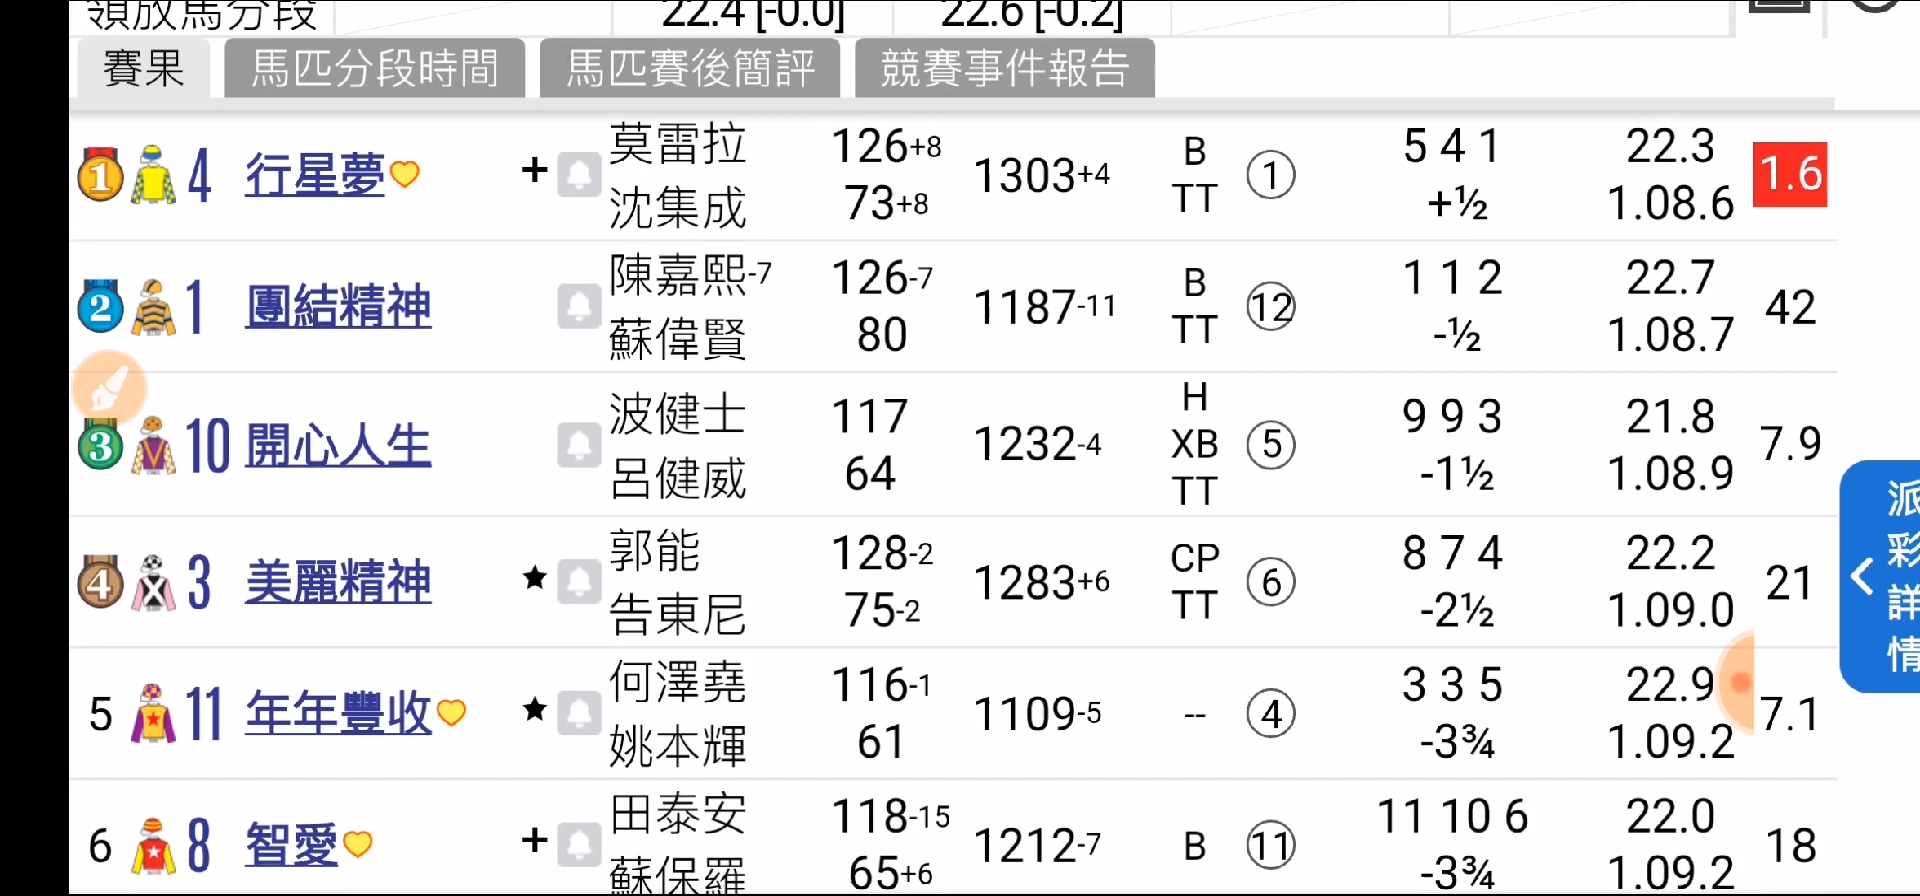 領放馬分段 22.4 [-0.0] 22.6 [-0.2]
賽果 馬匹分段時間 馬匹賽後簡評 競賽事件報告
1 4 行星夢 + 莫雷拉 126+8 1303+4 B ① 5 4 1 22.3 1.6
沈集成 73+8 TT +½ 1.08.6
2 1 團結精神 陳嘉熙-7 126-7 1187-11 B ⑫ 1 1 2 22.7 42
蘇偉賢 80 TT -½ 1.08.7
3 10 開心人生 波健士 117 1232-4 H ⑤ 9 9 3 21.8 7.9
XB
呂健威 64 TT -1½ 1.08.9
4 3 美麗精神 ★ 郭能 128-2 1283+6 CP ⑥ 8 7 4 22.2 21
告東尼 75-2 TT -2½ 1.09.0
5 11 年年豐收 ★ 何澤堯 116-1 1109-5 -- ④ 3 3 5 22.9 7.1
姚本輝 61 -3¾ 1.09.2
6 8 智愛 + 田泰安 118-15 1212-7 B ⑪ 11 10 6 22.0 18
蘇保羅 65+6 -3¾ 1.09.2
派彩詳情